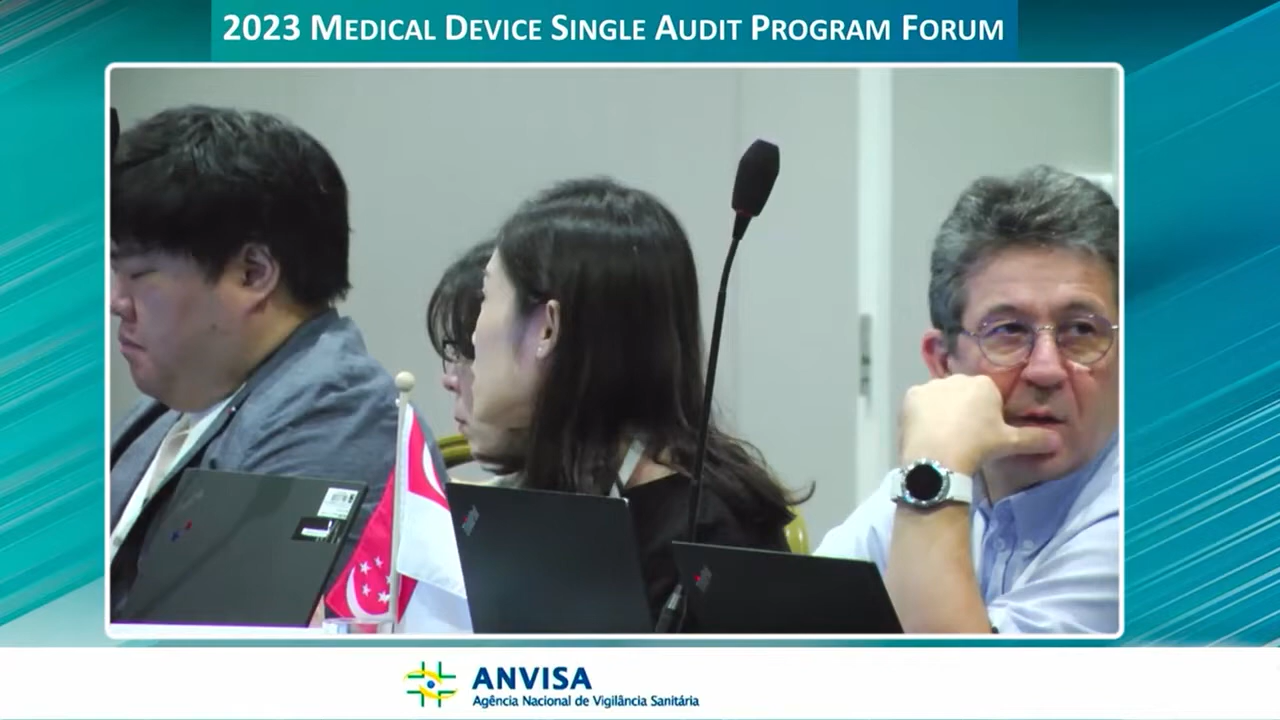 2023 MEDICAL DEVICE SINGLE AUDIT PROGRAM FORUM
ANVISA
Agência Nacional de Vigilância Sanitária